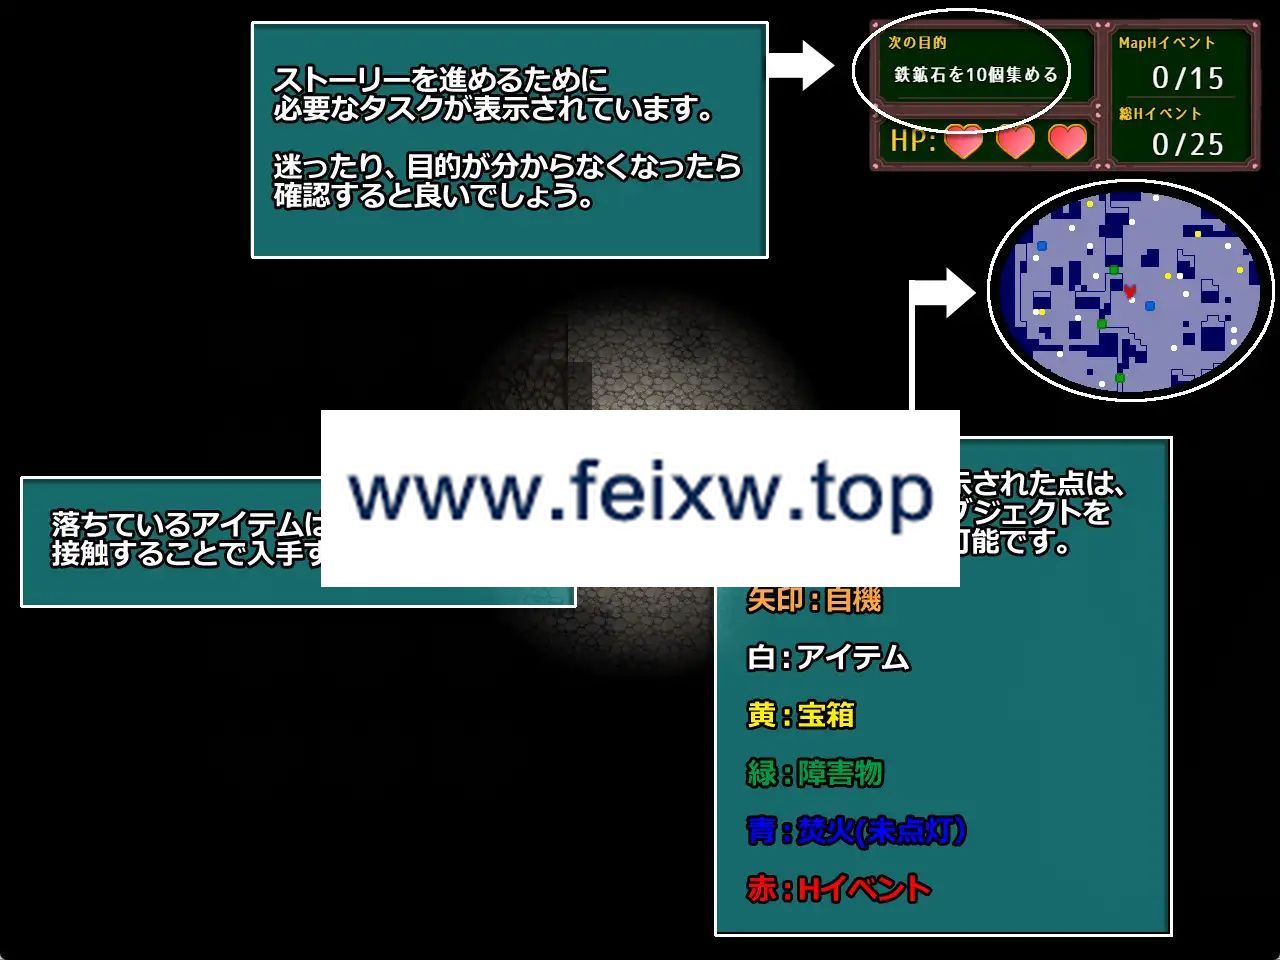 ストーリーを進めるために
必要なタスクが表示されています。
迷ったり、目的が分からなくなったら
確認すると良いでしょう。
次の目的
鉄鉱石を10個集める
HP:
MapHイベント
0/15
総Hイベント
0/25
www.feixw.top
落ちているアイテムは
接触することで入手す
示された点は、
ブジェクトを
可能です。
矢印:自機
白:アイテム
黄:宝箱
緑:障害物
青:焚火(未点灯)
赤:Hイベント